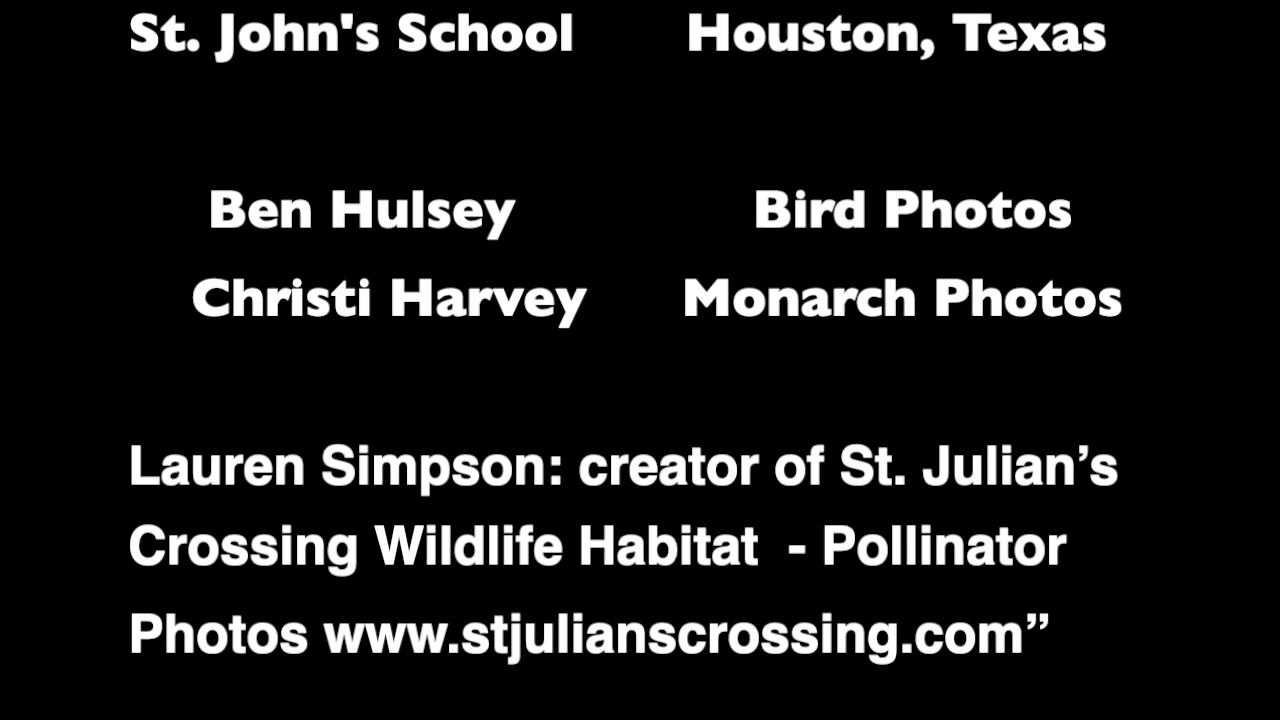 St. John's School Houston, Texas
Ben Hulsey Bird Photos
Christi Harvey Monarch Photos
Lauren Simpson: creator of St. Julian’s
Crossing Wildlife Habitat - Pollinator
Photos www.stjulianscrossing.com”